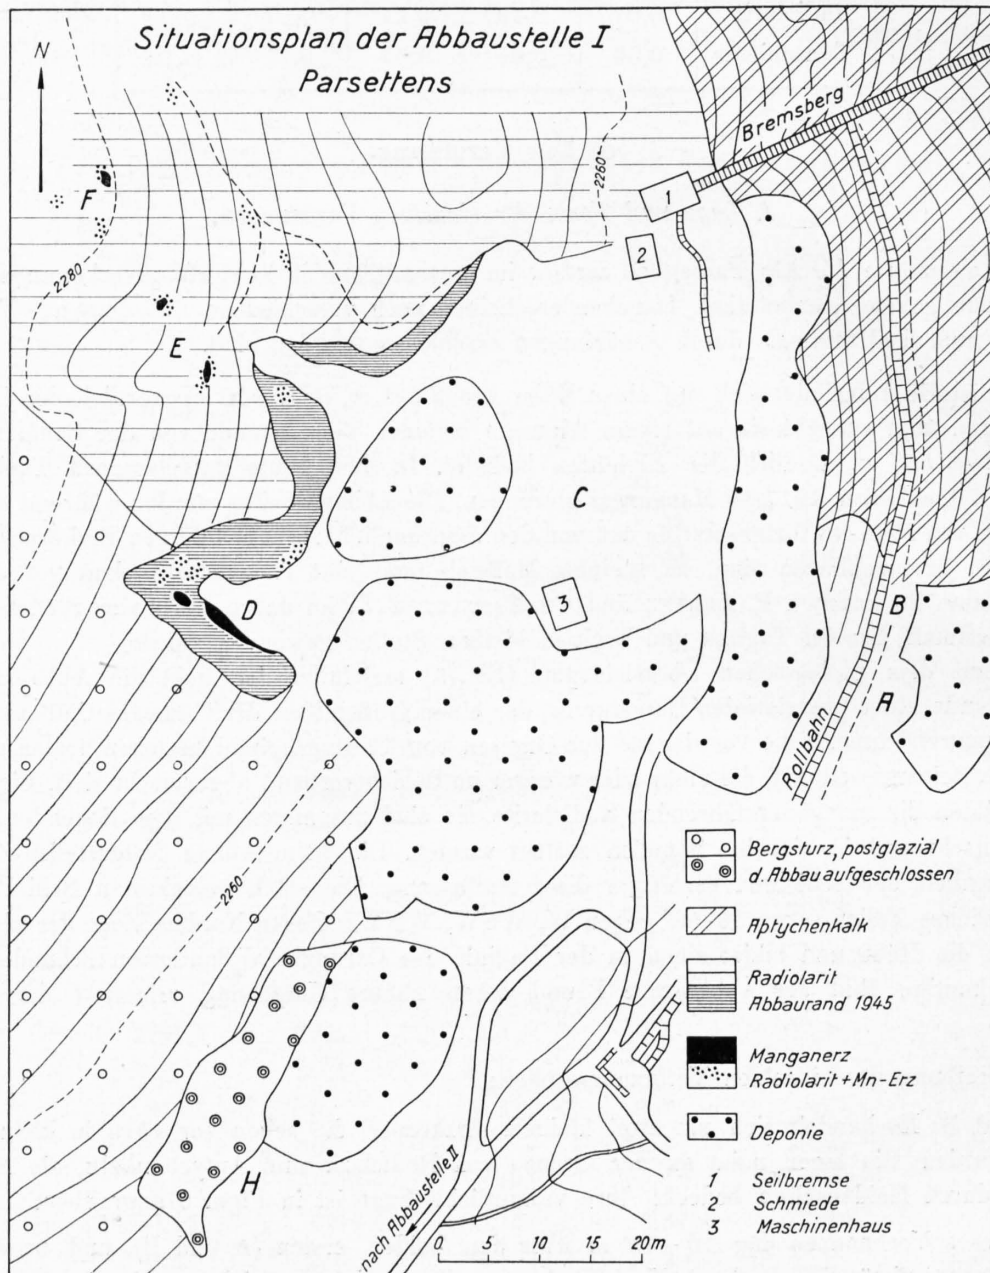 Situationsplan der Abbaustelle I
Parsettens
N
Bremsberg
2260
1
2
F
2280
E
C
3
D
B
A
Rollbahn
2260
H
nach Abbaustelle II
0 5 10 15 20 m
Bergsturz, postglazial
d. Abbau aufgeschlossen
Aptychenkalk
Radiolarit
Abbaurand 1945
Manganerz
Radiolarit + Mn-Erz
Deponie
1 Seilbremse
2 Schmiede
3 Maschinenhaus